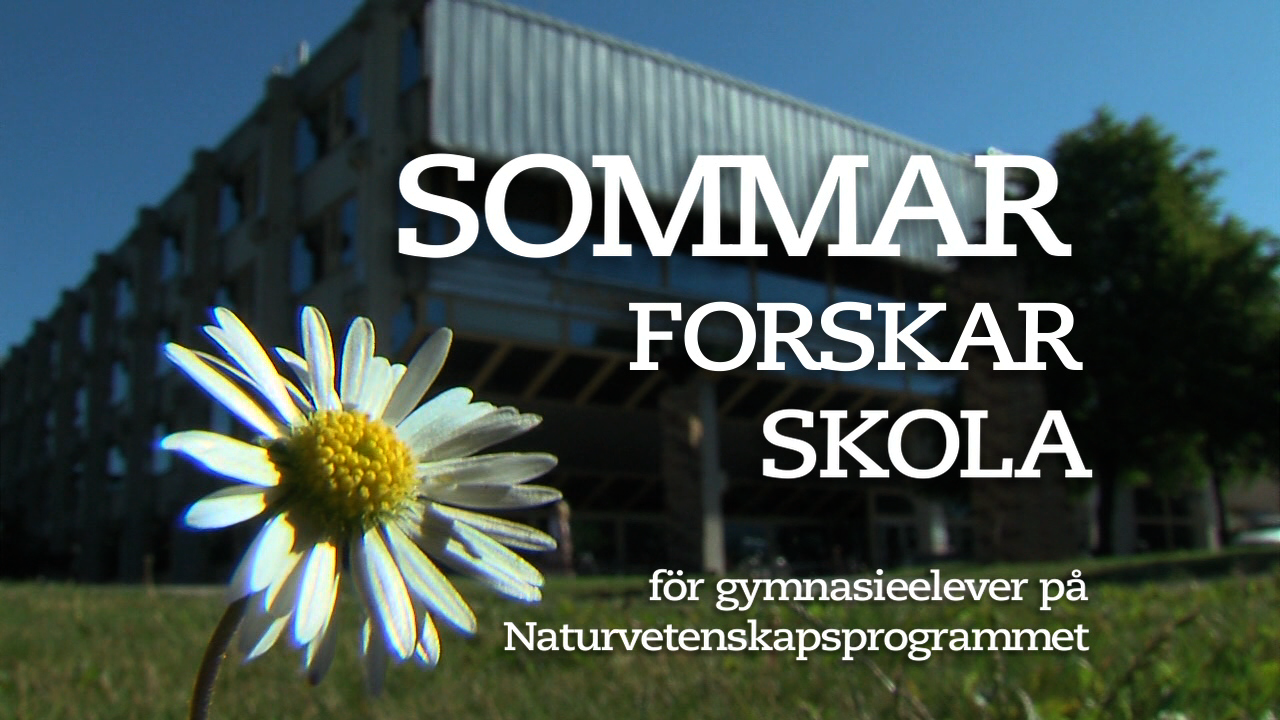 SOMMAR
FORSKAR
SKOLA
för gymnasieelever på
Naturvetenskapsprogrammet